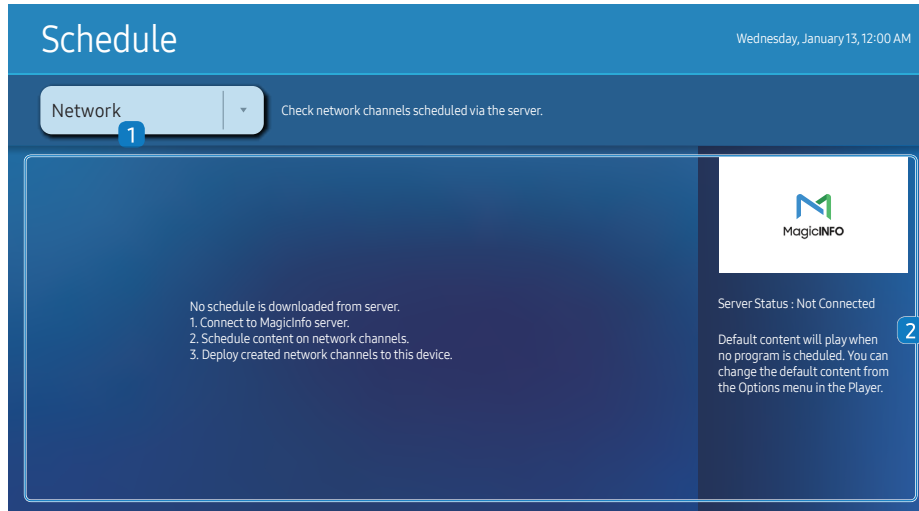 Schedule
Wednesday, January 13, 12:00 AM
Network
1
Check network channels scheduled via the server.
MagicINFO
No schedule is downloaded from server.
1. Connect to MagicInfo server.
2. Schedule content on network channels.
3. Deploy created network channels to this device.
Server Status : Not Connected
2
Default content will play when
no program is cheduled. You can
change the default content from
the Options menu in the Player.